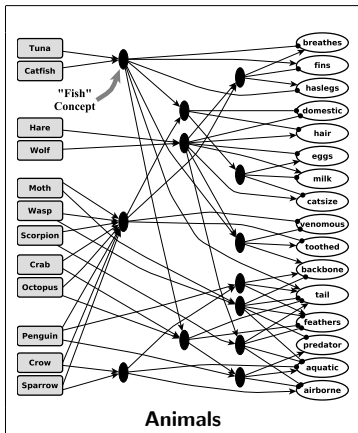 Tuna
Catfish
"Fish"
Concept
Hare
Wolf
Moth
Wasp
Scorpion
Crab
Octopus
Penguin
Crow
Sparrow
breathes
fins
haslegs
domestic
hair
eggs
milk
catsize
venomous
toothed
backbone
tail
feathers
predator
aquatic
airborne
Animals